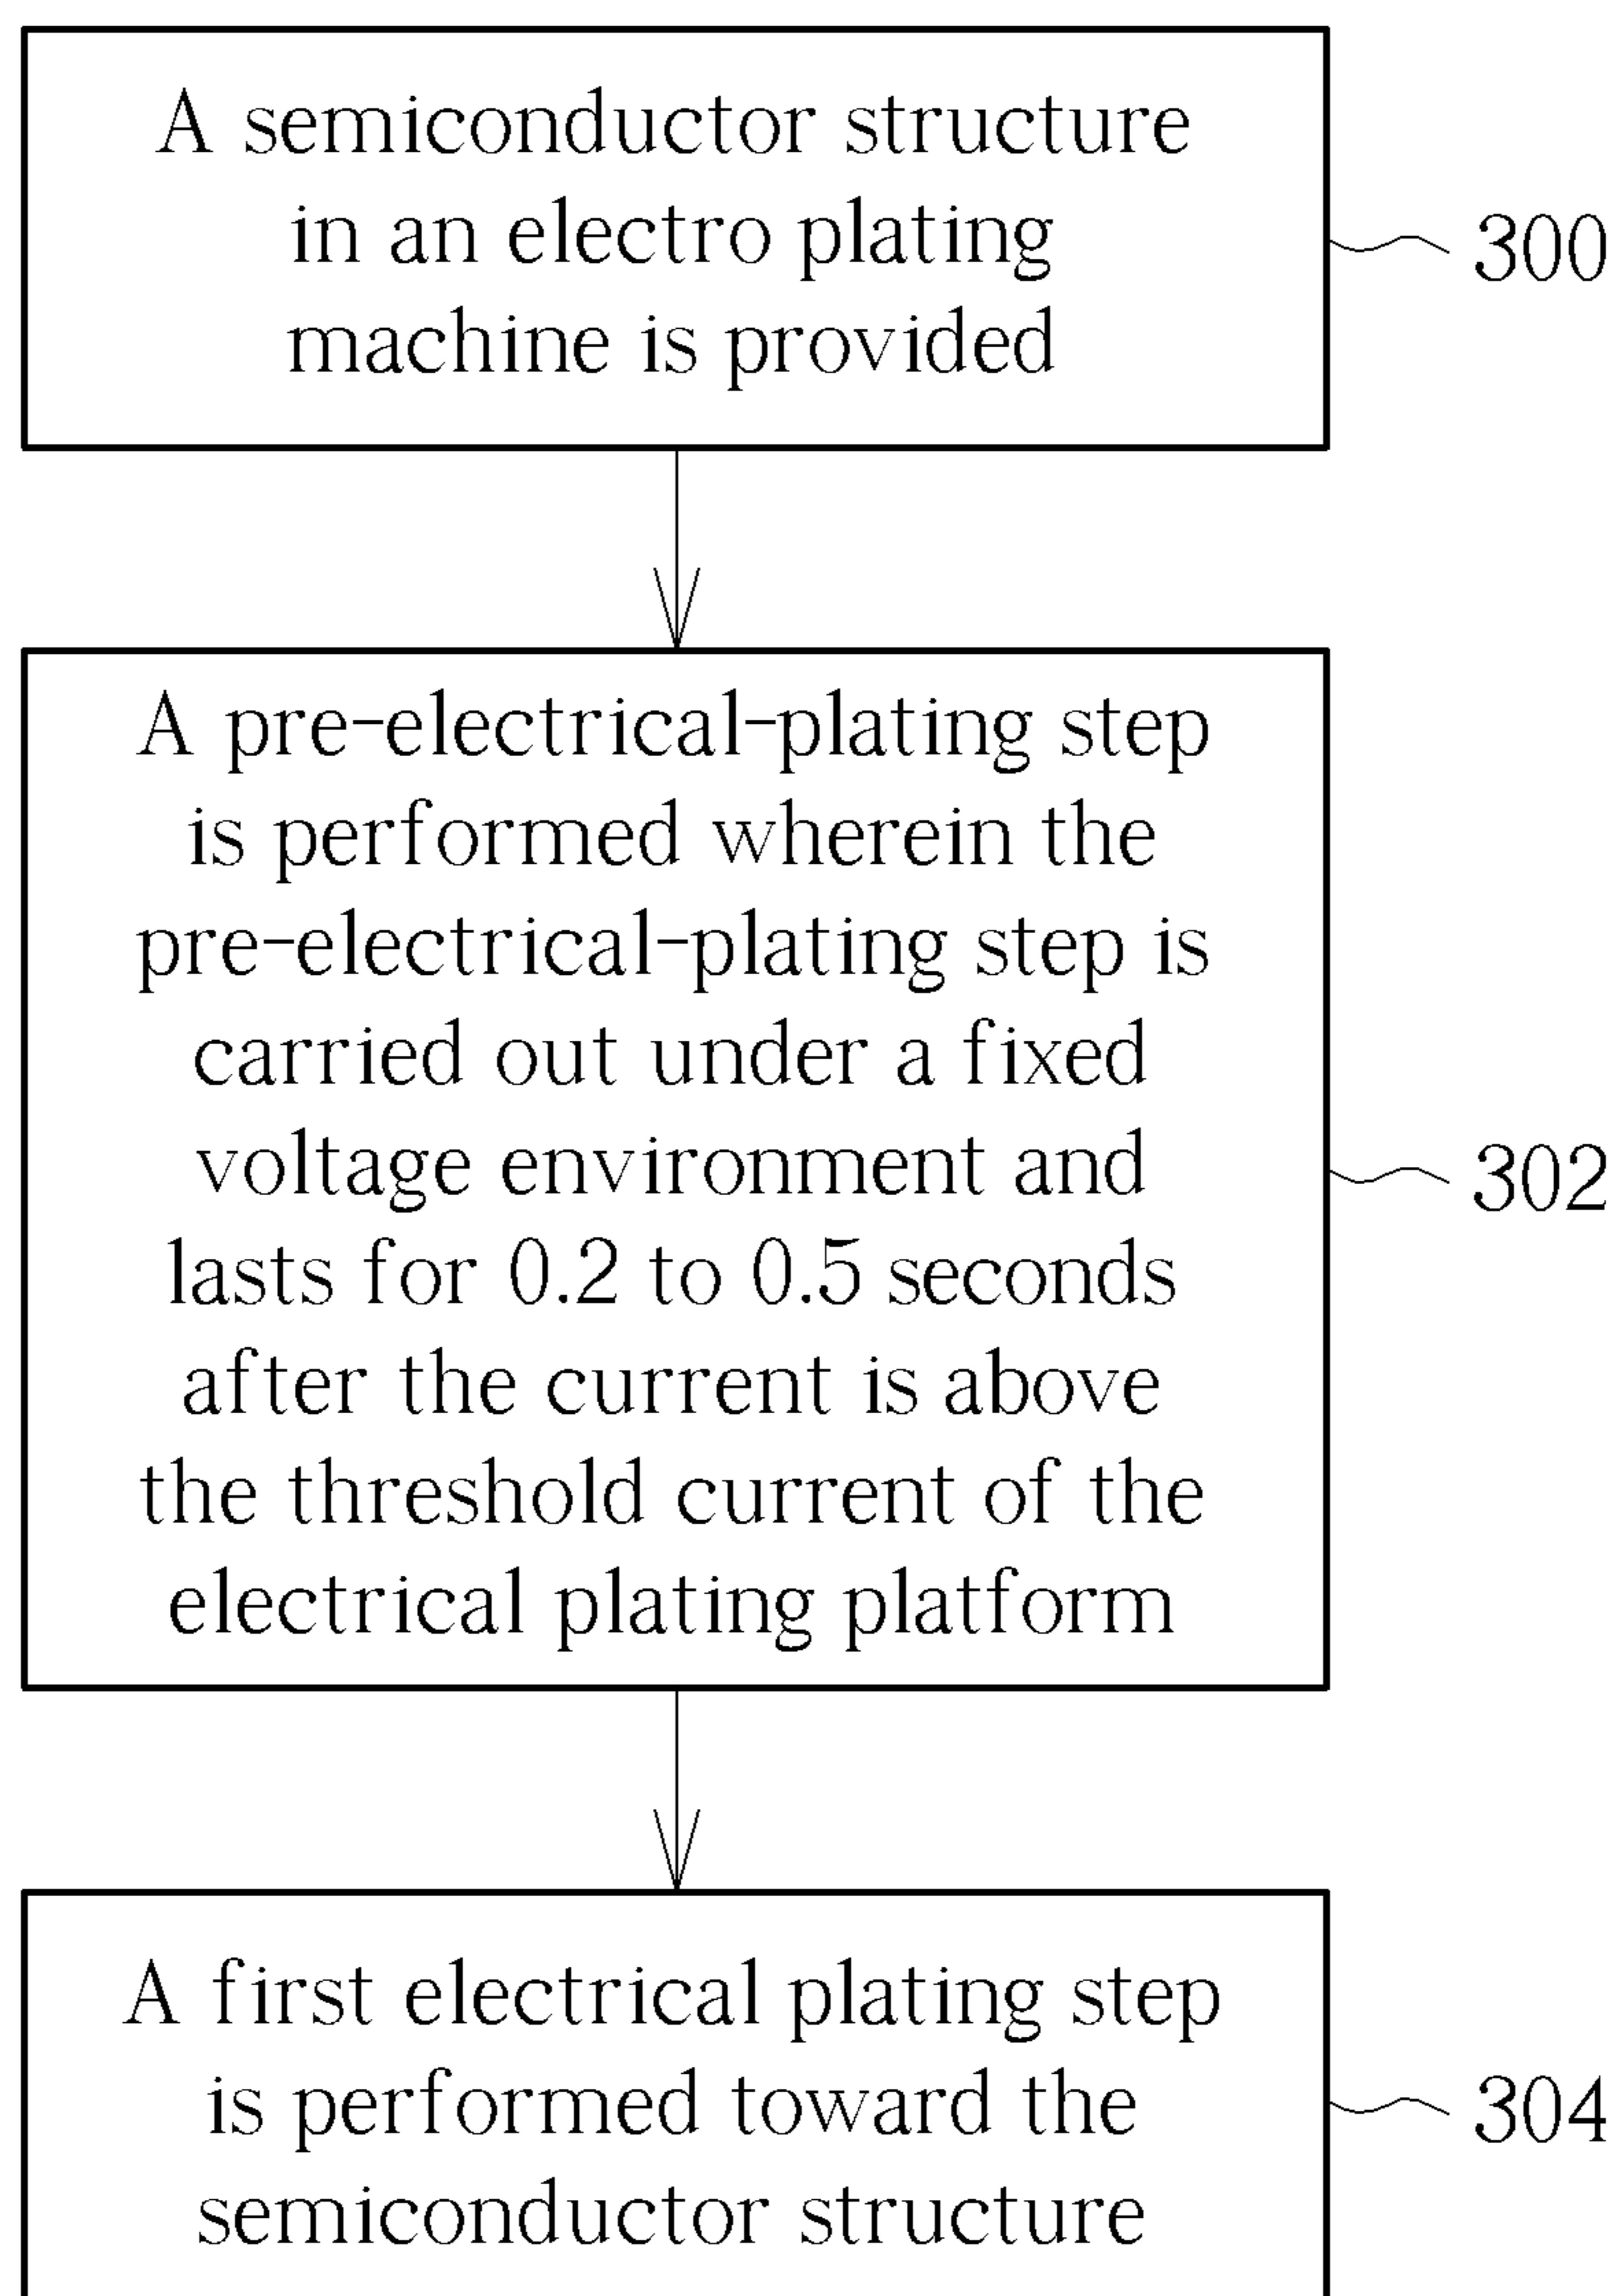 A semiconductor structure
in an electro plating
machine is provided
300
A pre-electrical-plating step
is performed wherein the
pre-electrical-plating step is
carried out under a fixed
voltage environment and
lasts for 0.2 to 0.5 seconds
after the current is above
the threshold current of the
electrical plating platform
302
A first electrical plating step
is performed toward the
semiconductor structure
304